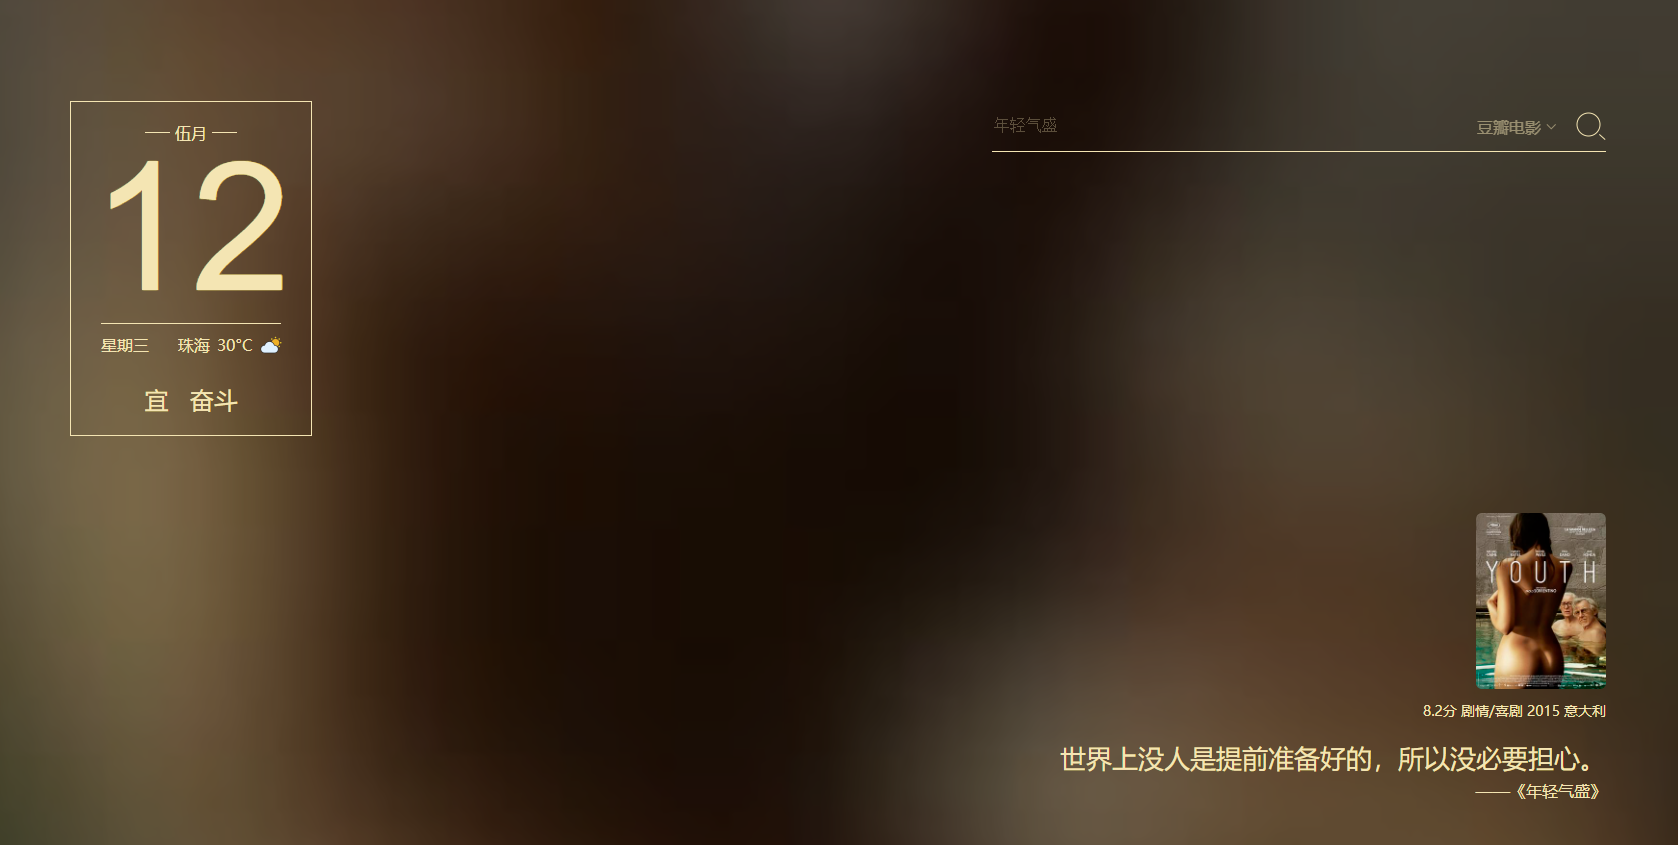 伍月
12
星期三 珠海 30°C
宜 奋斗
年轻气盛 豆瓣电影
YOUTH
8.2分 剧情/喜剧 2015 意大利
世界上没人是提前准备好的，所以没必要担心。
——《年轻气盛》